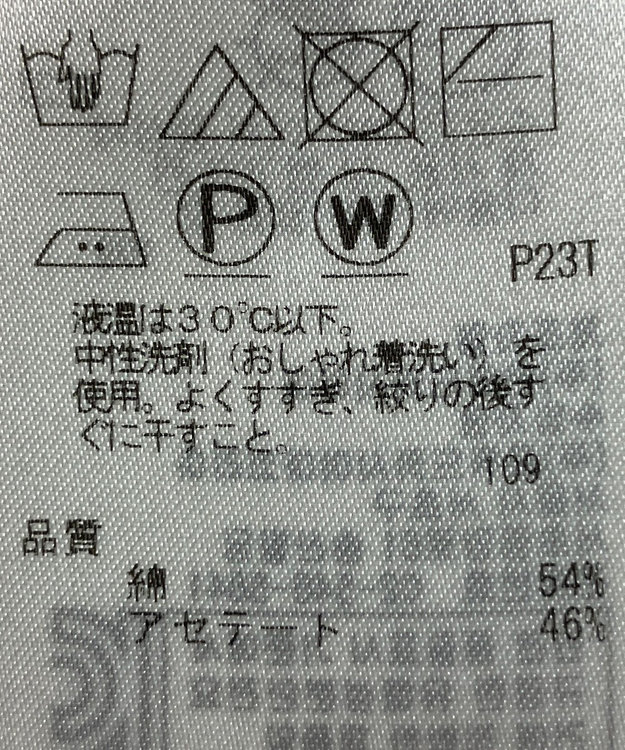 P W
P23T
液温は30℃以下。
中性洗剤(おしゃれ着洗い)を
使用。よくすすぎ、絞りの後す
ぐに干すこと。
109
品質
綿 54%
アセテート 46%